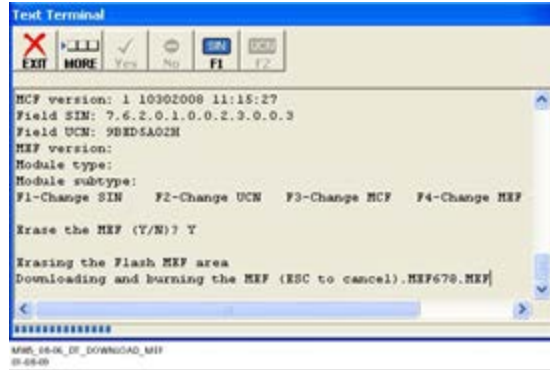 Text Terminal
EXIT MORE Yes No SIN F1 UCN F2
MCF version: 1 10302008 11:15:27
Field SIN: 7.6.2.0.1.0.0.2.3.0.0.3
Field UCN: 9BED5A02H
MEF version:
Module type:
Module subtype:
F1-Change SIN F2-Change UCN F3-Change MCF F4-Change MEF
Erase the MEF (Y/N)? Y
Erasing the Flash MEF area
Downloading and burning the MEF (ESC to cancel).MEF678.MEF
MW5_08-06_DT_DOWNLOAD_MEF